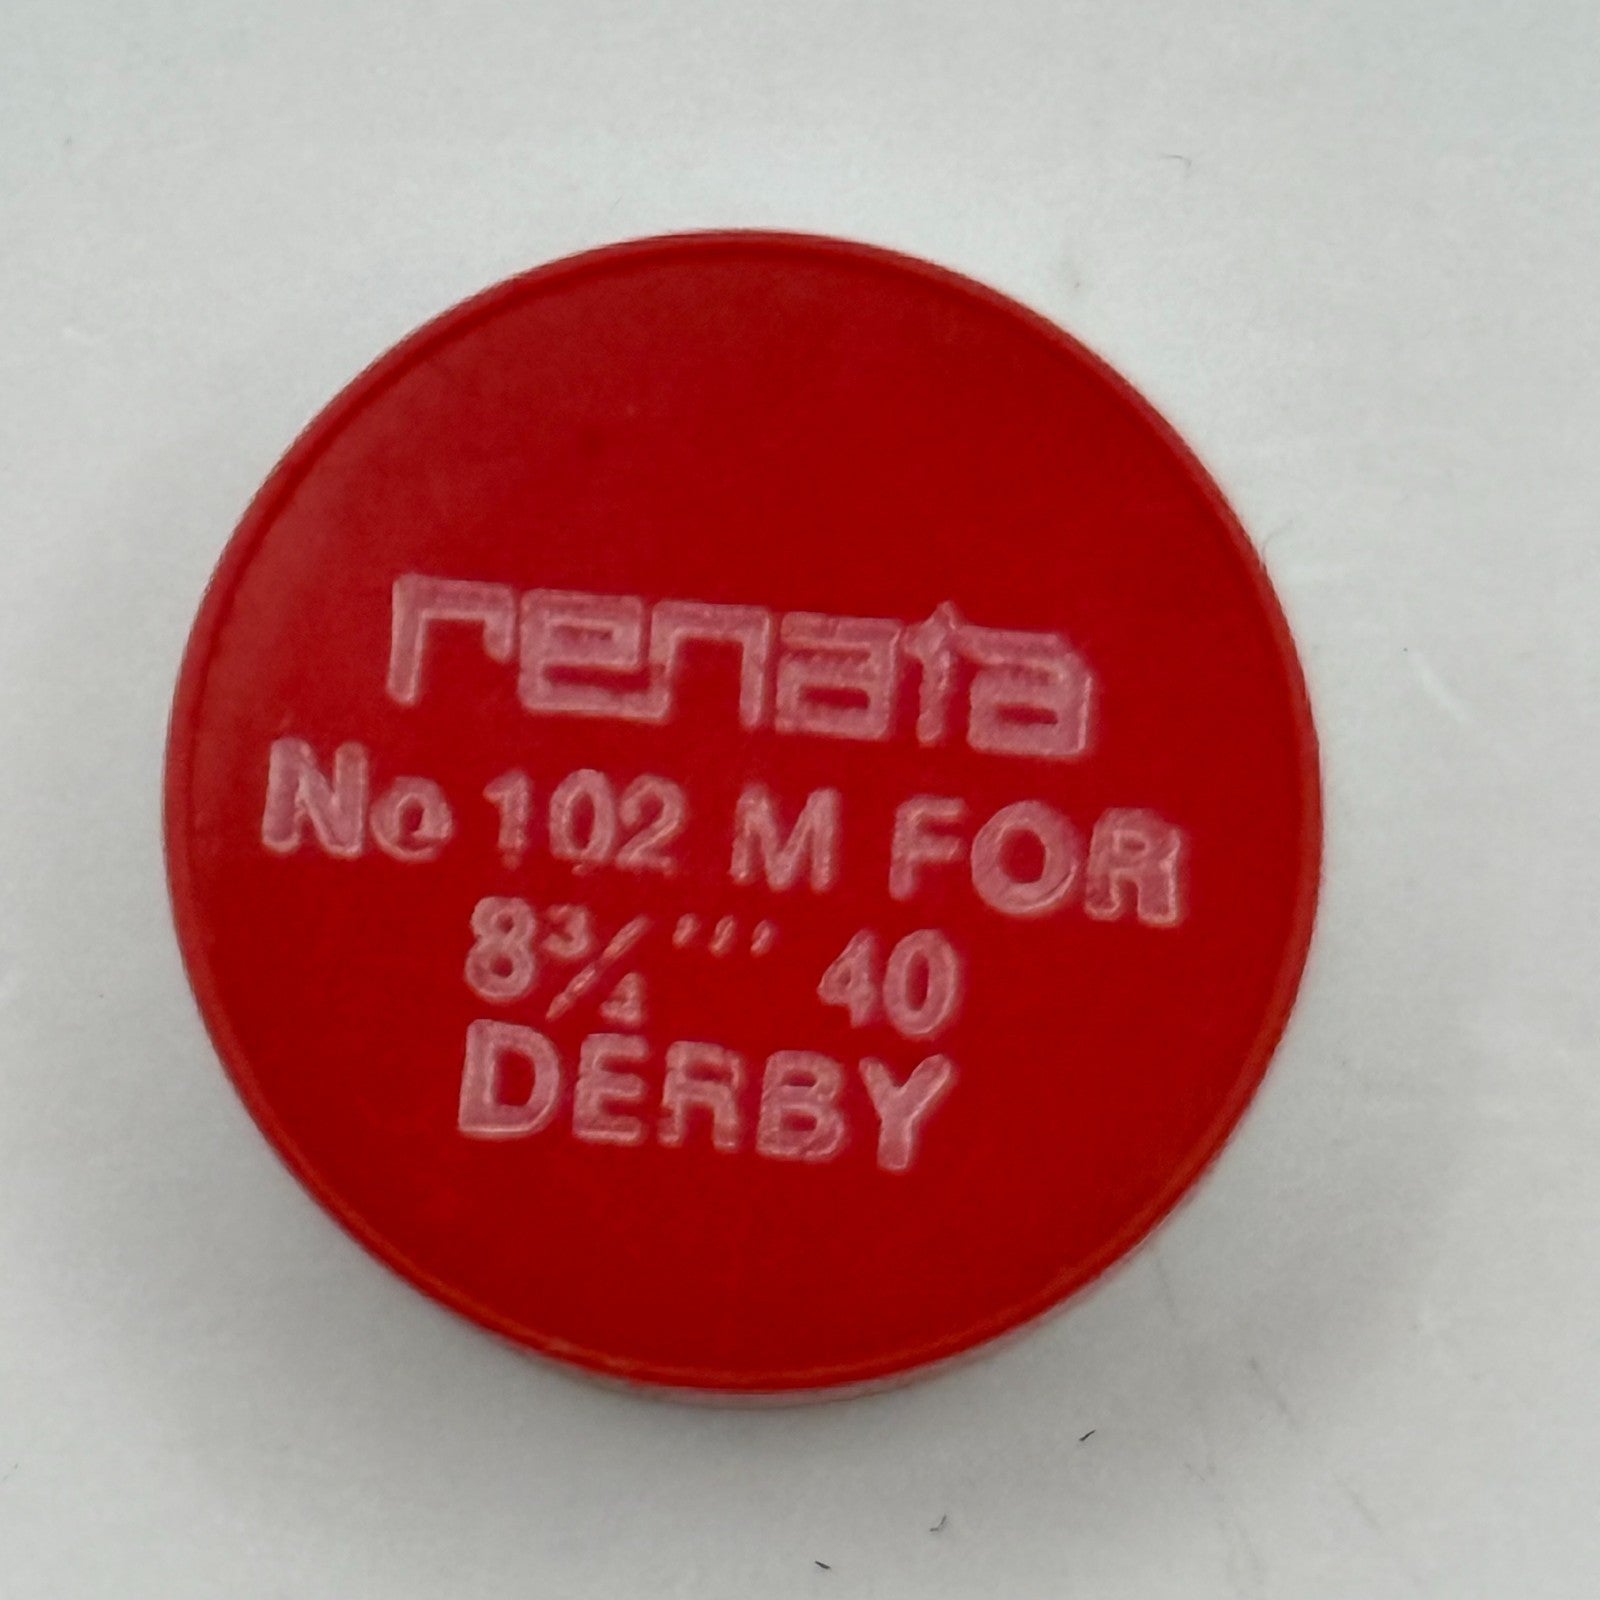 renata
No 102 M FOR
8¾''' 40
DERBY